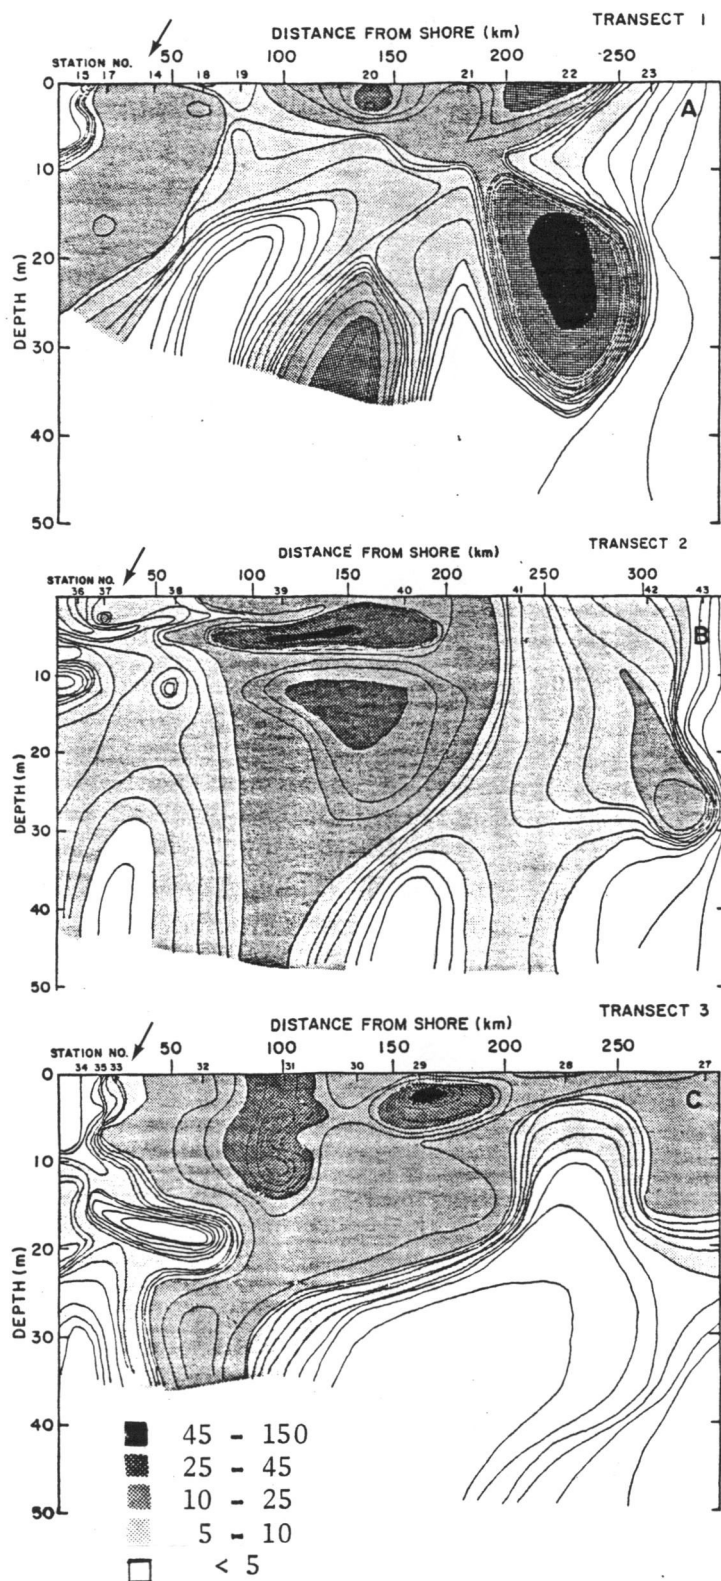 TRANSECT 1
DISTANCE FROM SHORE (km)
50 100 150 200 250
STATION NO.
15 17 14 18 19 20 21 22 23
A
0
10
20
30
40
50
DEPTH (m)
TRANSECT 2
DISTANCE FROM SHORE (km)
50 100 150 200 250 300
STATION NO.
36 37 38 39 40 41 42 43
B
0
10
20
30
40
50
DEPTH (m)
TRANSECT 3
DISTANCE FROM SHORE (km)
50 100 150 200 250
STATION NO.
34 35 33 32 31 30 29 28 27
C
0
10
20
30
40
50
DEPTH (m)
45 - 150
25 - 45
10 - 25
5 - 10
< 5